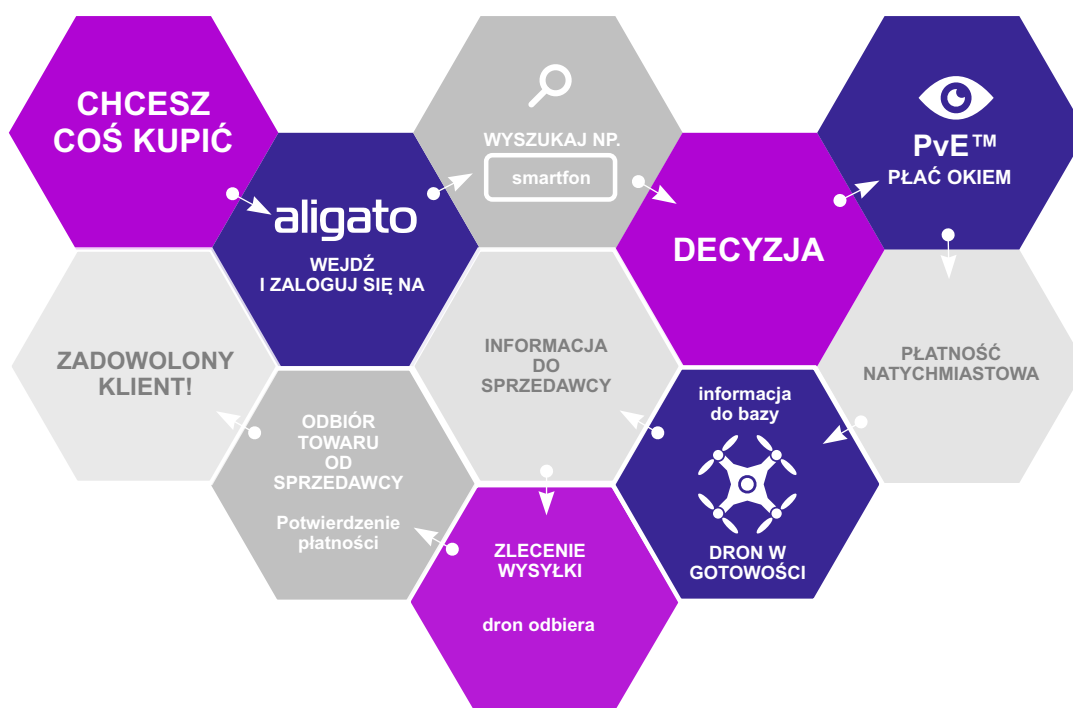 CHCESZ
COŚ KUPIĆ
aligato
WEJDŹ
I ZALOGUJ SIĘ NA
WYSZUKAJ NP.
smartfon
DECYZJA
PvE™
PŁAĆ OKIEM
PŁATNOŚĆ
NATYCHMIASTOWA
informacja
do bazy
DRON W
GOTOWOŚCI
INFORMACJA
DO
SPRZEDAWCY
ZLECENIE
WYSYŁKI
dron odbiera
ODBIÓR
TOWARU
OD
SPRZEDAWCY
Potwierdzenie
płatności
ZADOWOLONY
KLIENT!